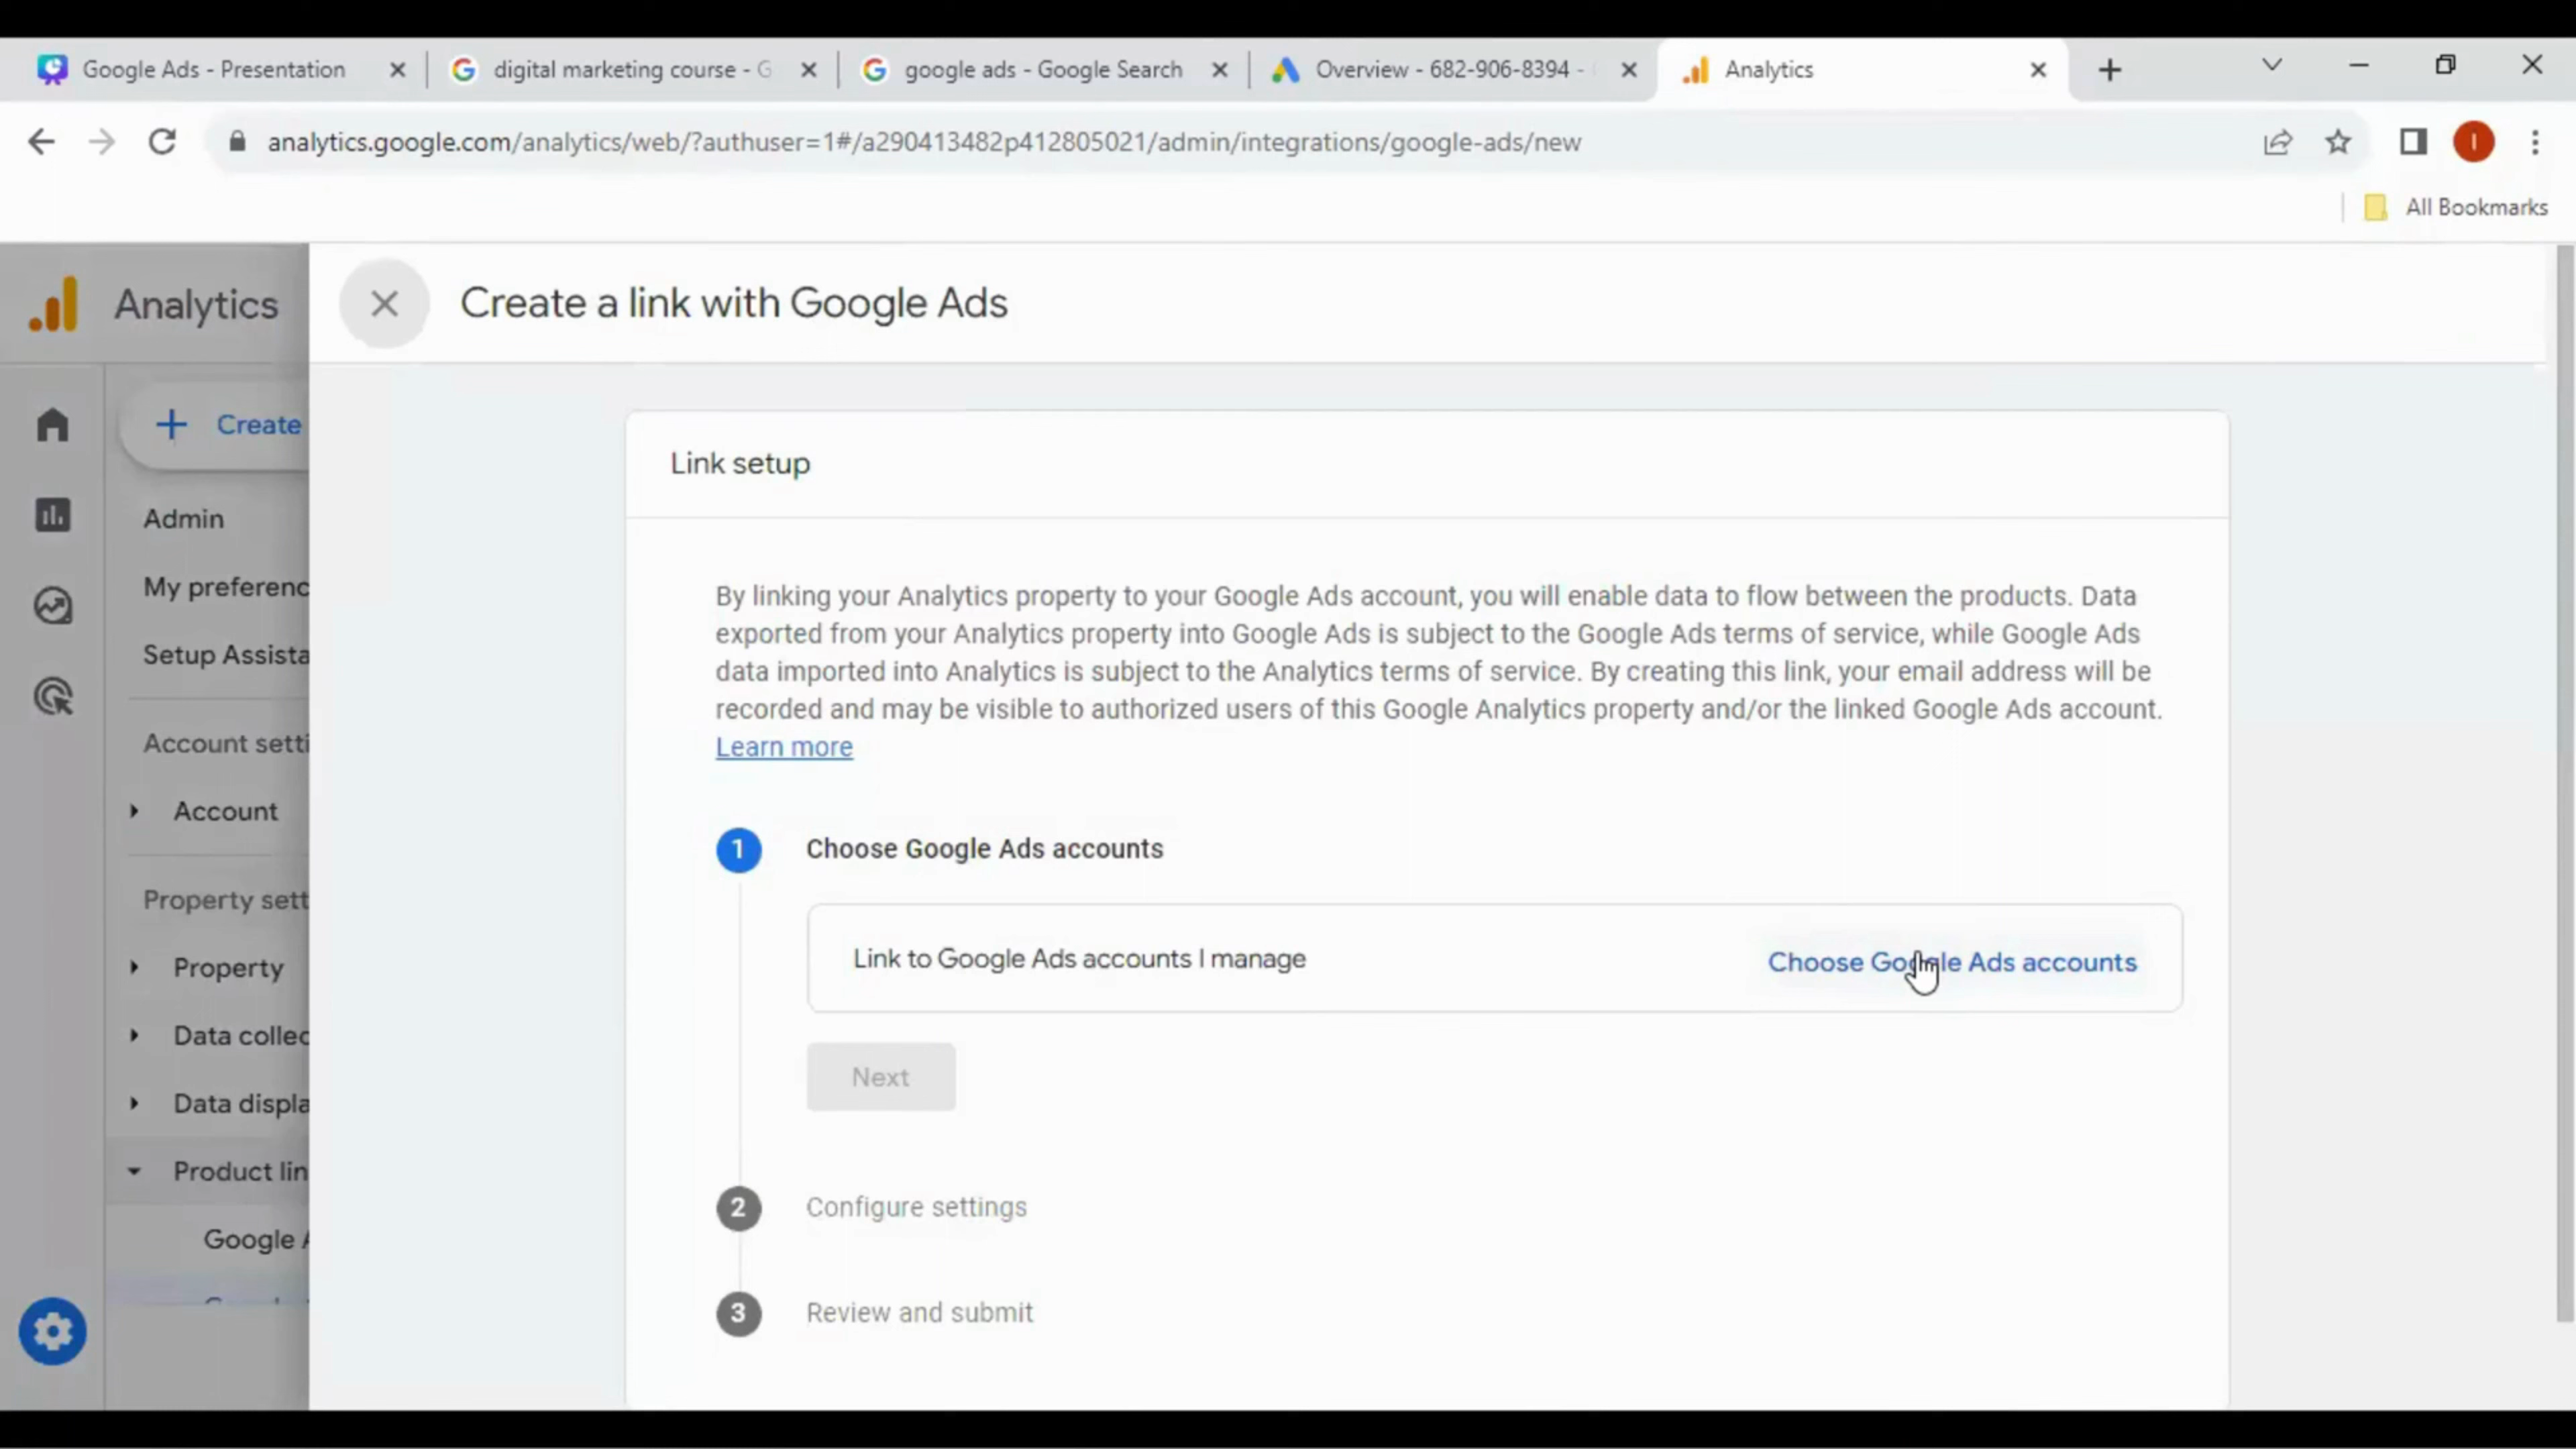 Google Ads - Presentation
digital marketing course - G
google ads - Google Search
Overview - 682-906-8394 -
Analytics
analytics.google.com/analytics/web/?authuser=1#/a290413482p412805021/admin/integrations/google-ads/new
I
All Bookmarks
Analytics
Create a link with Google Ads
Create
Admin
My preferenc
Setup Assista
Account setti
Account
Property sett
Property
Data collec
Data displa
Product lin
Google A
Link setup
By linking your Analytics property to your Google Ads account, you will enable data to flow between the products. Data
exported from your Analytics property into Google Ads is subject to the Google Ads terms of service, while Google Ads
data imported into Analytics is subject to the Analytics terms of service. By creating this link, your email address will be
recorded and may be visible to authorized users of this Google Analytics property and/or the linked Google Ads account.
Learn more
1 Choose Google Ads accounts
Link to Google Ads accounts I manage
Choose Google Ads accounts
Next
2 Configure settings
3 Review and submit